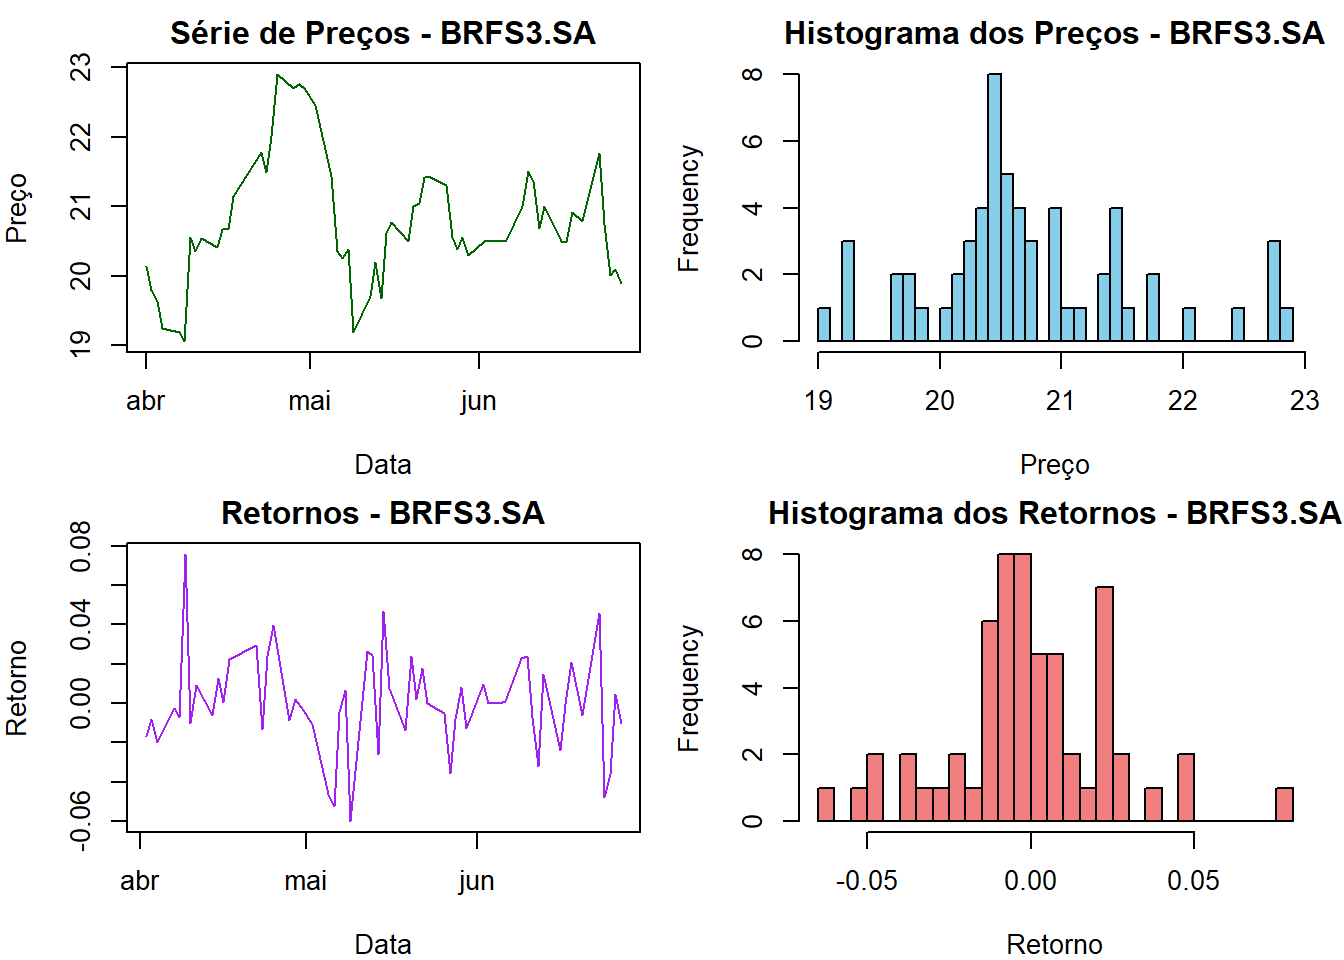 Série de Preços - BRFS3.SA
Preço
23
22
21
20
19
abr mai jun
Data
Histograma dos Preços - BRFS3.SA
Frequency
8
6
4
2
0
19 20 21 22 23
Preço
Retornos - BRFS3.SA
Retorno
0.08
0.04
0.00
-0.06
abr mai jun
Data
Histograma dos Retornos - BRFS3.SA
Frequency
8
6
4
2
0
-0.05 0.00 0.05
Retorno